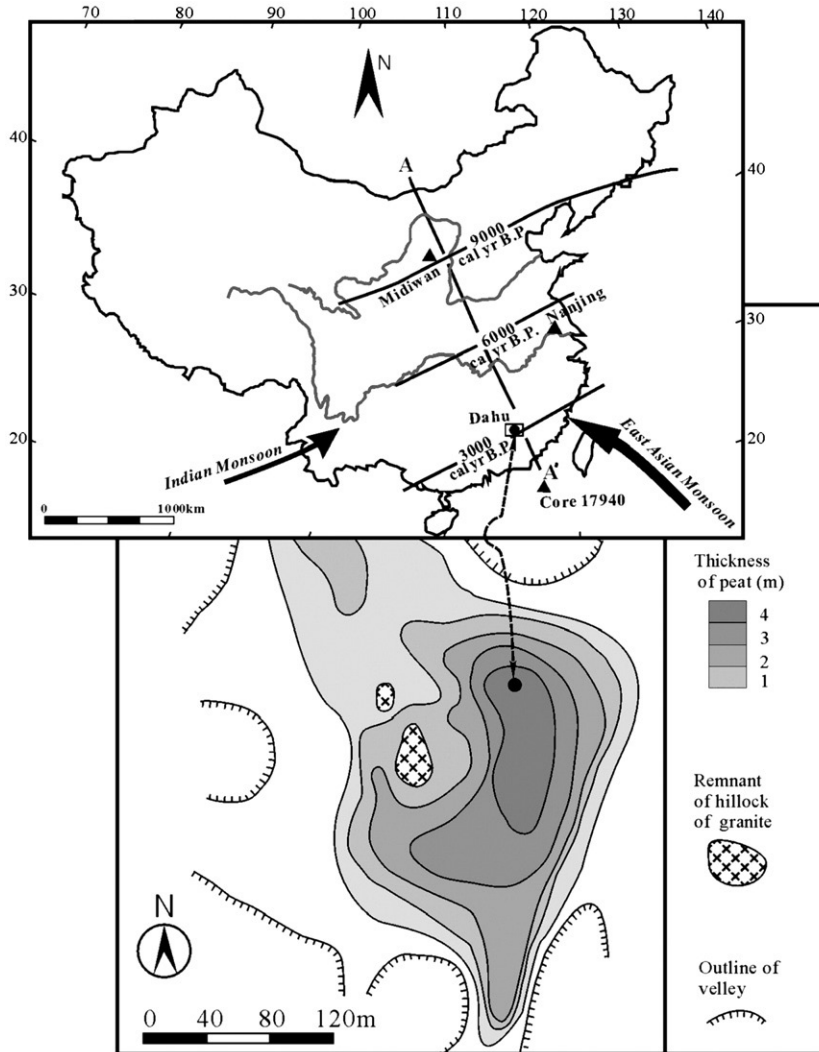 70 80 90 100 110 120 130 140
N
40
40
A
9000
cal yr B.P.
Midiwan
30
30
6000
cal yr B.P.
Nanjing
Dahu
20
20
3000
cal yr B.P.
Indian Monsoon
East Asian Monsoon
A'
Core 17940
0 1000km
Thickness
of peat (m)
4
3
2
1
Remnant
of hillock
of granite
N
Outline of
velley
0 40 80 120m